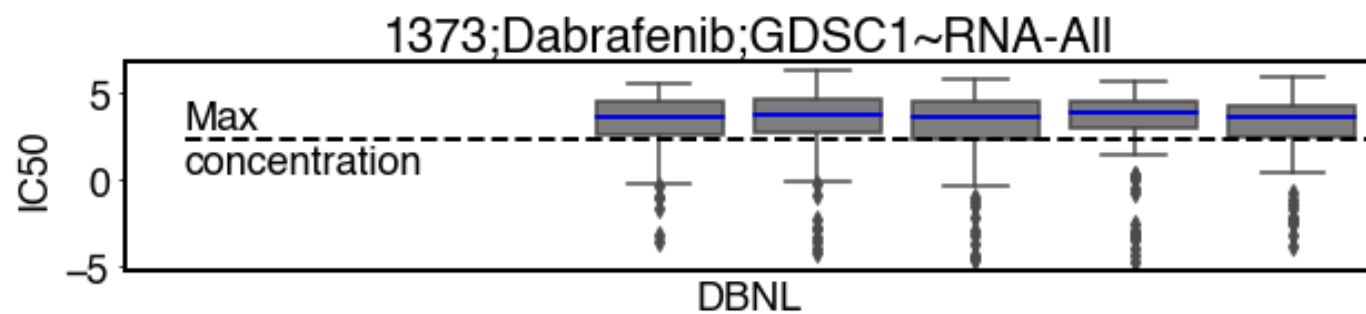 1373;Dabrafenib;GDSC1~RNA-All
5
Max
concentration
0
IC50
–5
DBNL